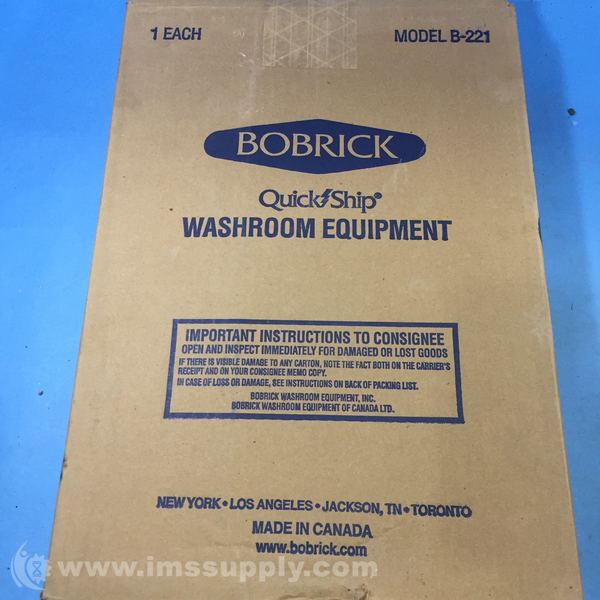 1 EACH
MODEL B-221
BOBRICK
Quick Ship®
WASHROOM EQUIPMENT
IMPORTANT INSTRUCTIONS TO CONSIGNEE
OPEN AND INSPECT IMMEDIATELY FOR DAMAGED OR LOST GOODS
IF THERE IS VISIBLE DAMAGE TO ANY CARTON, NOTE THE FACT BOTH ON THE CARRIER'S
RECEIPT AND ON YOUR CONSIGNEE MEMO COPY.
IN CASE OF LOSS OR DAMAGE, SEE INSTRUCTIONS ON BACK OF PACKING LIST.
BOBRICK WASHROOM EQUIPMENT, INC.
BOBRICK WASHROOM EQUIPMENT OF CANADA LTD.
NEW YORK • LOS ANGELES • JACKSON, TN • TORONTO
MADE IN CANADA
www.bobrick.com
www.imssupply.com